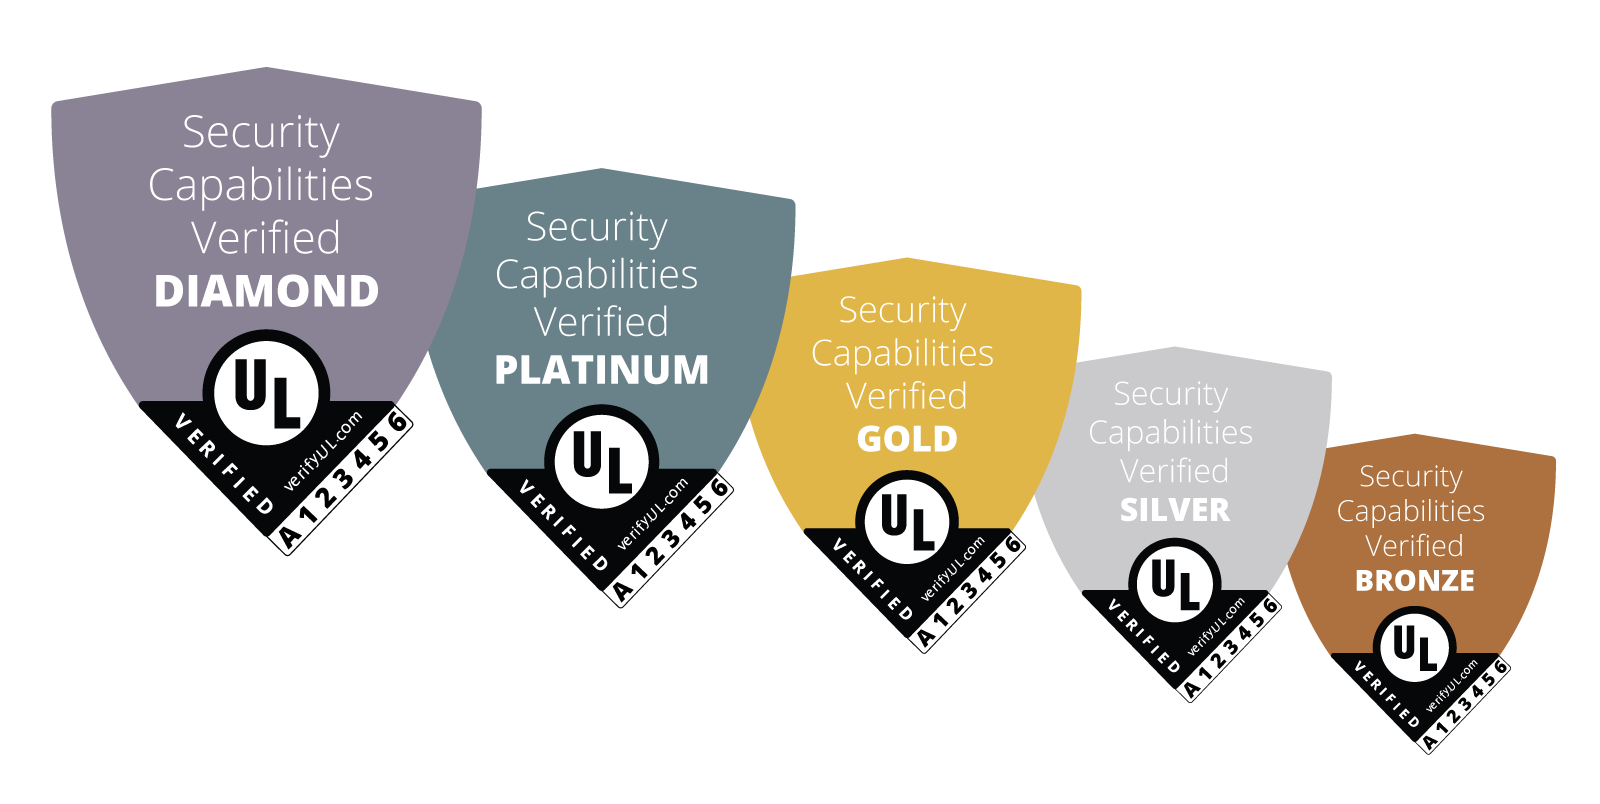 Security
Capabilities
Verified
DIAMOND
UL
VERIFIED
verifyUL.com
A123456
Security
Capabilities
Verified
PLATINUM
UL
VERIFIED
verifyUL.com
A123456
Security
Capabilities
Verified
GOLD
UL
VERIFIED
verifyUL.com
A123456
Security
Capabilities
Verified
SILVER
UL
VERIFIED
verifyUL.com
A123456
Security
Capabilities
Verified
BRONZE
UL
VERIFIED
verifyUL.com
A123456